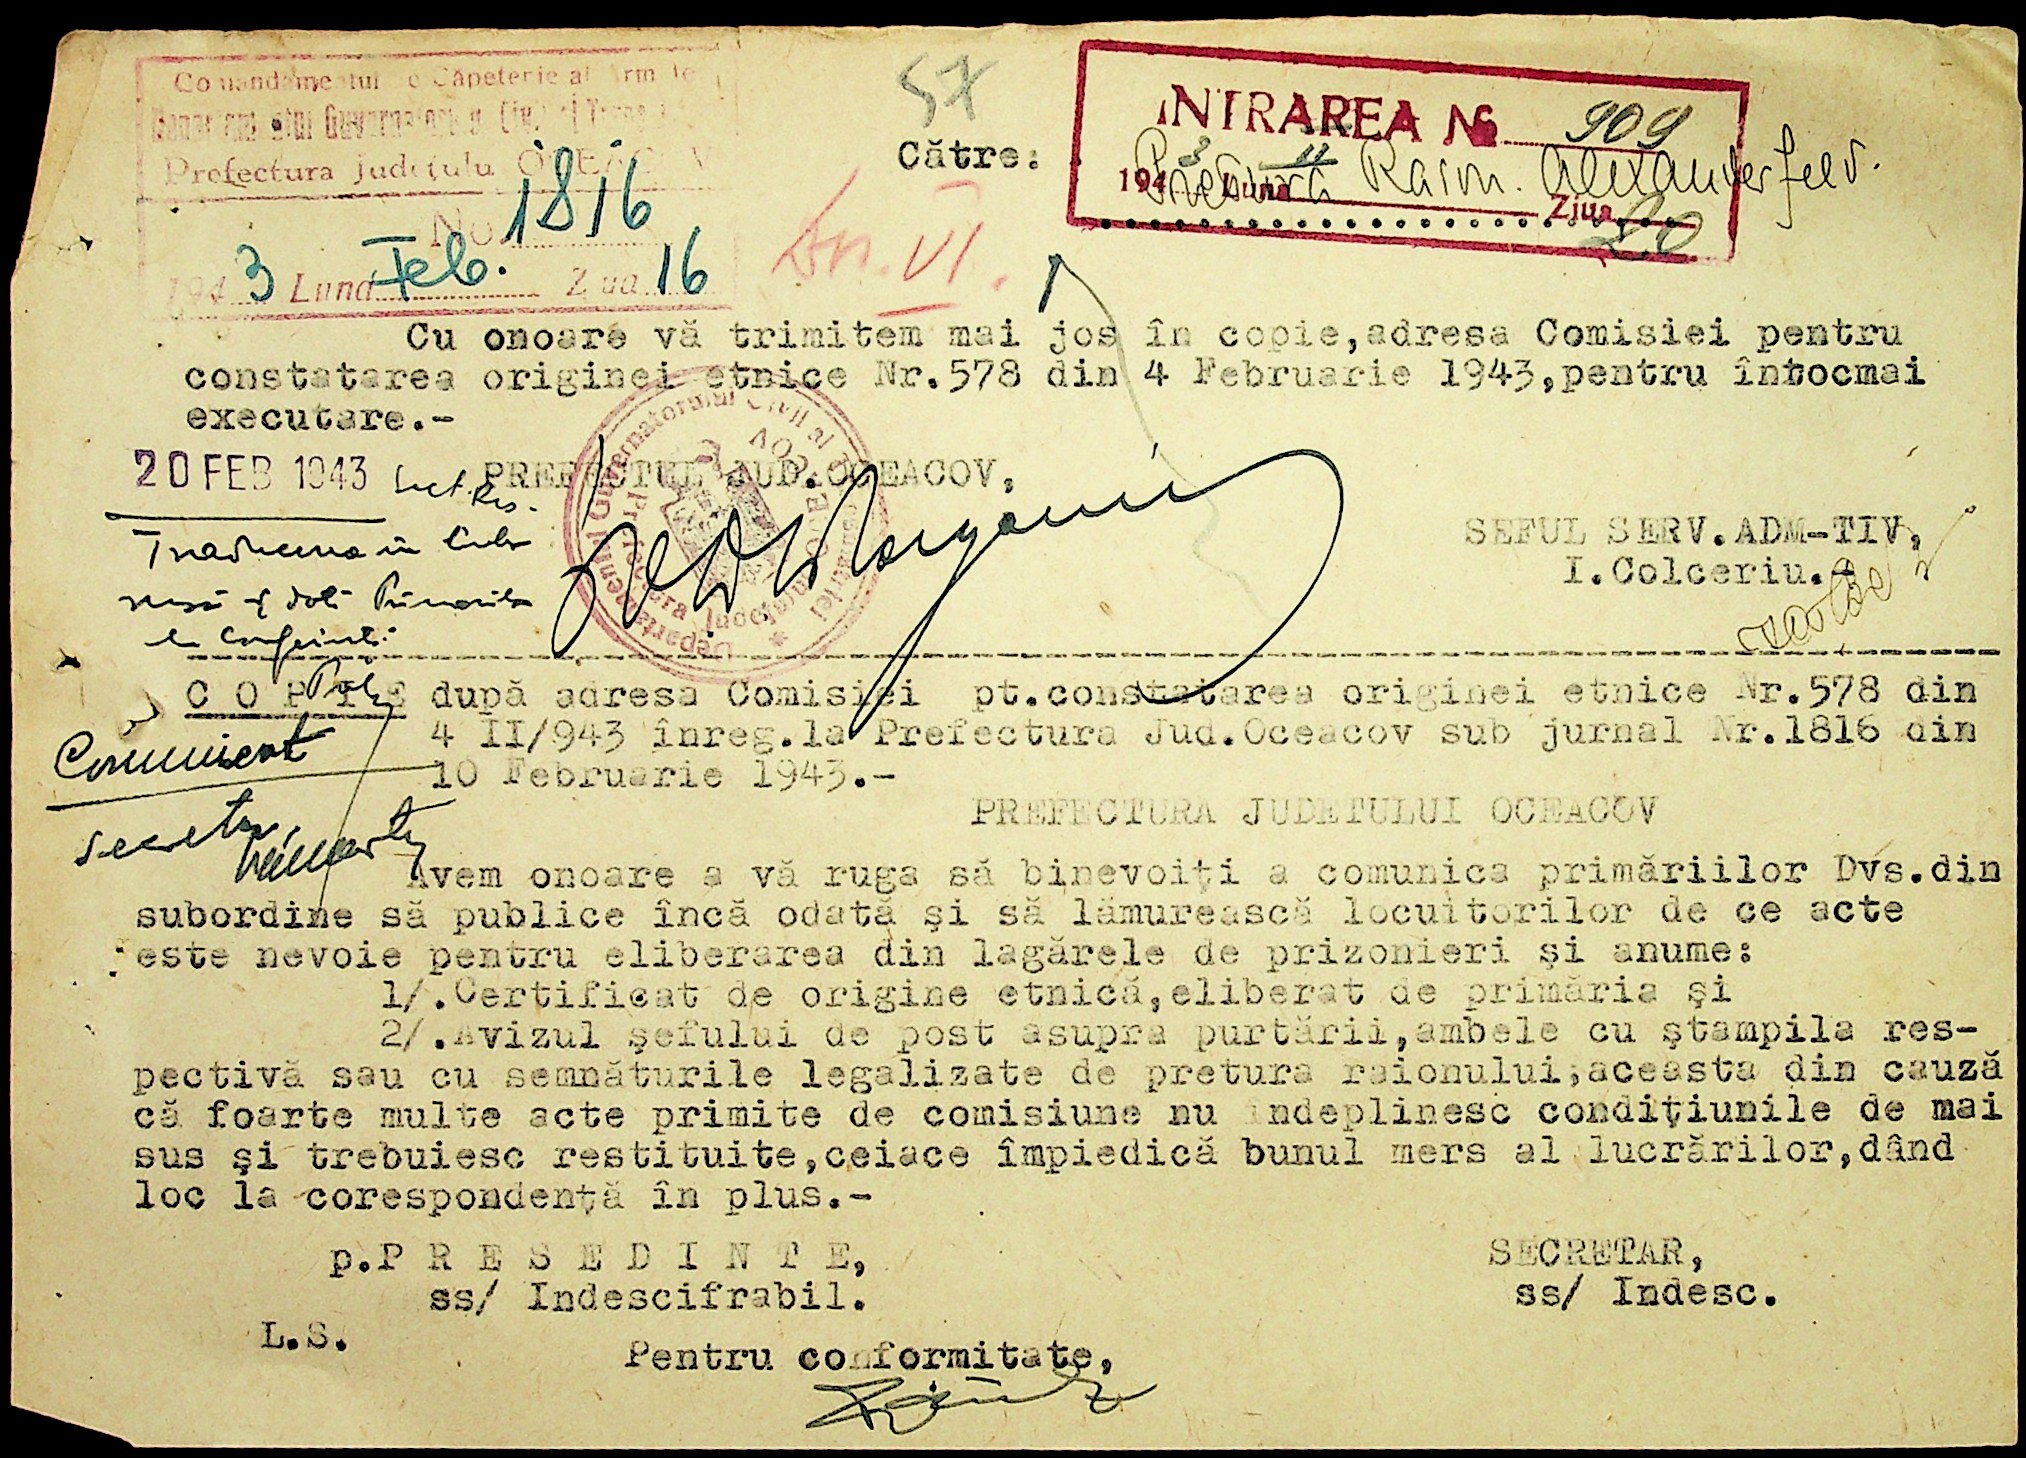 Prefectura Județului
No 1816
1943 Luna Feb. Ziua 16
57
Către:
INTRAREA No 909
1943 Luna II Ziua 20
Raion. Alexanderfeld.
Cu onoare vă trimitem mai jos în copie,adresa Comisiei pentru
constatarea originei etnice Nr.578 din 4 Februarie 1943,pentru întocmai
executare.-
20 FEB 1943
PREFECTUL JUD.OCEACOV,
SEFUL SERV.ADM-TIV,
I.Colceriu.-
C O P I E după adresa Comisiei pt.constatarea originei etnice Nr.578 din
4 II/943 înreg.la Prefectura Jud.Oceacov sub jurnal Nr.1816 din
10 Februarie 1943.-
Comunicat
PREFECTURA JUDETULUI OCEACOV
Avem onoare a vă ruga să binevoiți a comunica primăriilor Dvs.din
subordine să publice încă odată și să lămurească locuitorilor de ce acte
este nevoie pentru eliberarea din lagărele de prizonieri și anume:
1/.Certificat de origine etnică,eliberat de primăria și
2/.Avizul șefului de post asupra purtării,ambele cu ștampila res-
pectivă sau cu semnăturile legalizate de pretura raionului;aceasta din cauză
că foarte multe acte primite de comisiune nu îndeplinesc condițiunile de mai
sus și trebuiesc restituite,ceiace împiedică bunul mers al lucrărilor,dând
loc la corespondență în plus.-
p.P R E S E D I N T E,
SECRETAR,
ss/ Indescifrabil.
ss/ Indesc.
L.S.
Pentru conformitate,